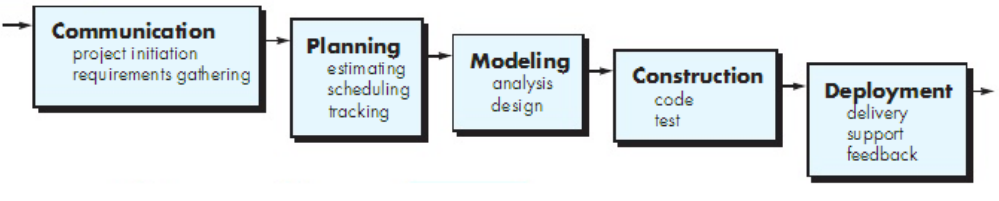 Communication
project initiation
requirements gathering
Planning
estimating
scheduling
tracking
Modeling
analysis
design
Construction
code
test
Deployment
delivery
support
feedback